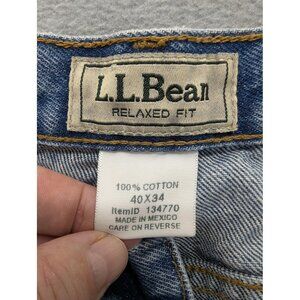 L.L.Bean
RELAXED FIT
100% COTTON
40X34
ItemID 134770
MADE IN MEXICO
CARE ON REVERSE